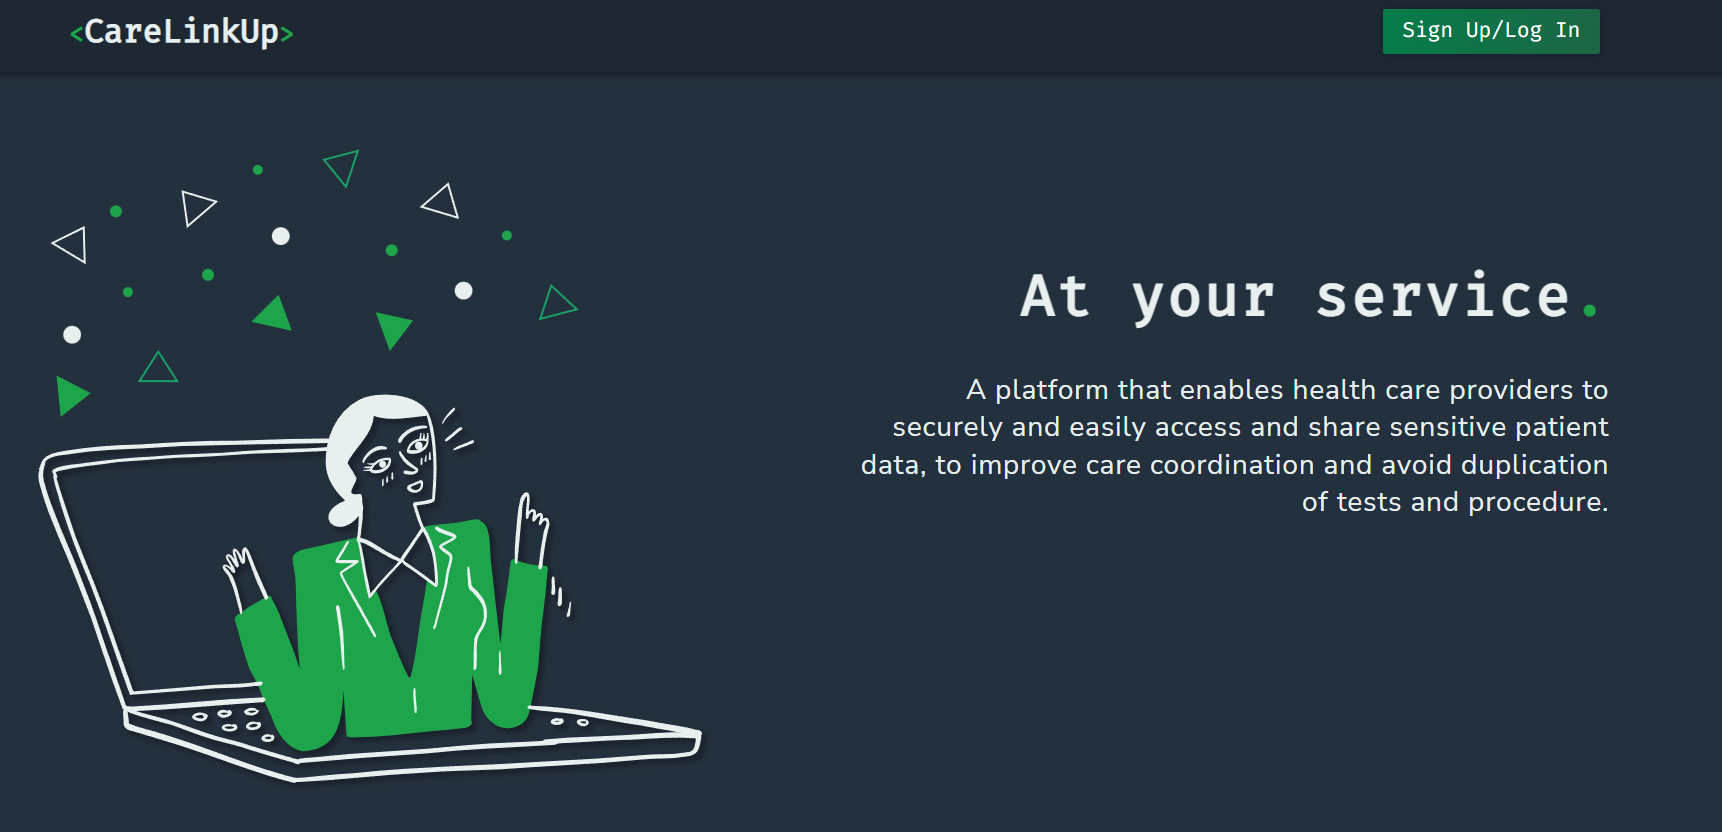 <CareLinkUp>
Sign Up/Log In
At your service.
A platform that enables health care providers to
securely and easily access and share sensitive patient
data, to improve care coordination and avoid duplication
of tests and procedure.